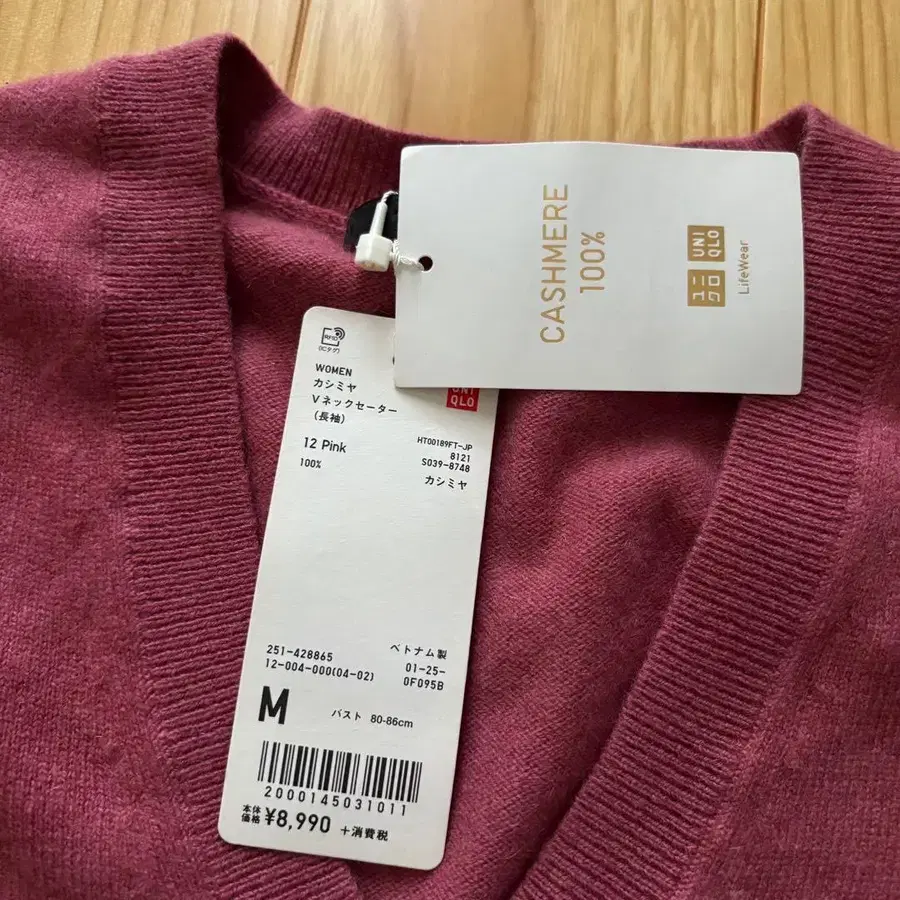 CASHMERE
100%
UNI
QLO
LifeWear
RFID
(ICタグ)
WOMEN
カシミヤ
Vネックセーター
(長袖)
12 Pink
100%
UNI
QLO
HT00189FT-JP
8121
S039-8748
カシミヤ
251-428865
12-004-000(04-02)
ベトナム製
01-25-
0F095B
M
バスト 80-86cm
2000145031011
本体
価格 ¥8,990 +消費税